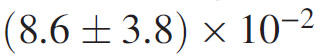 (8.6 ± 3.8) × 10⁻²